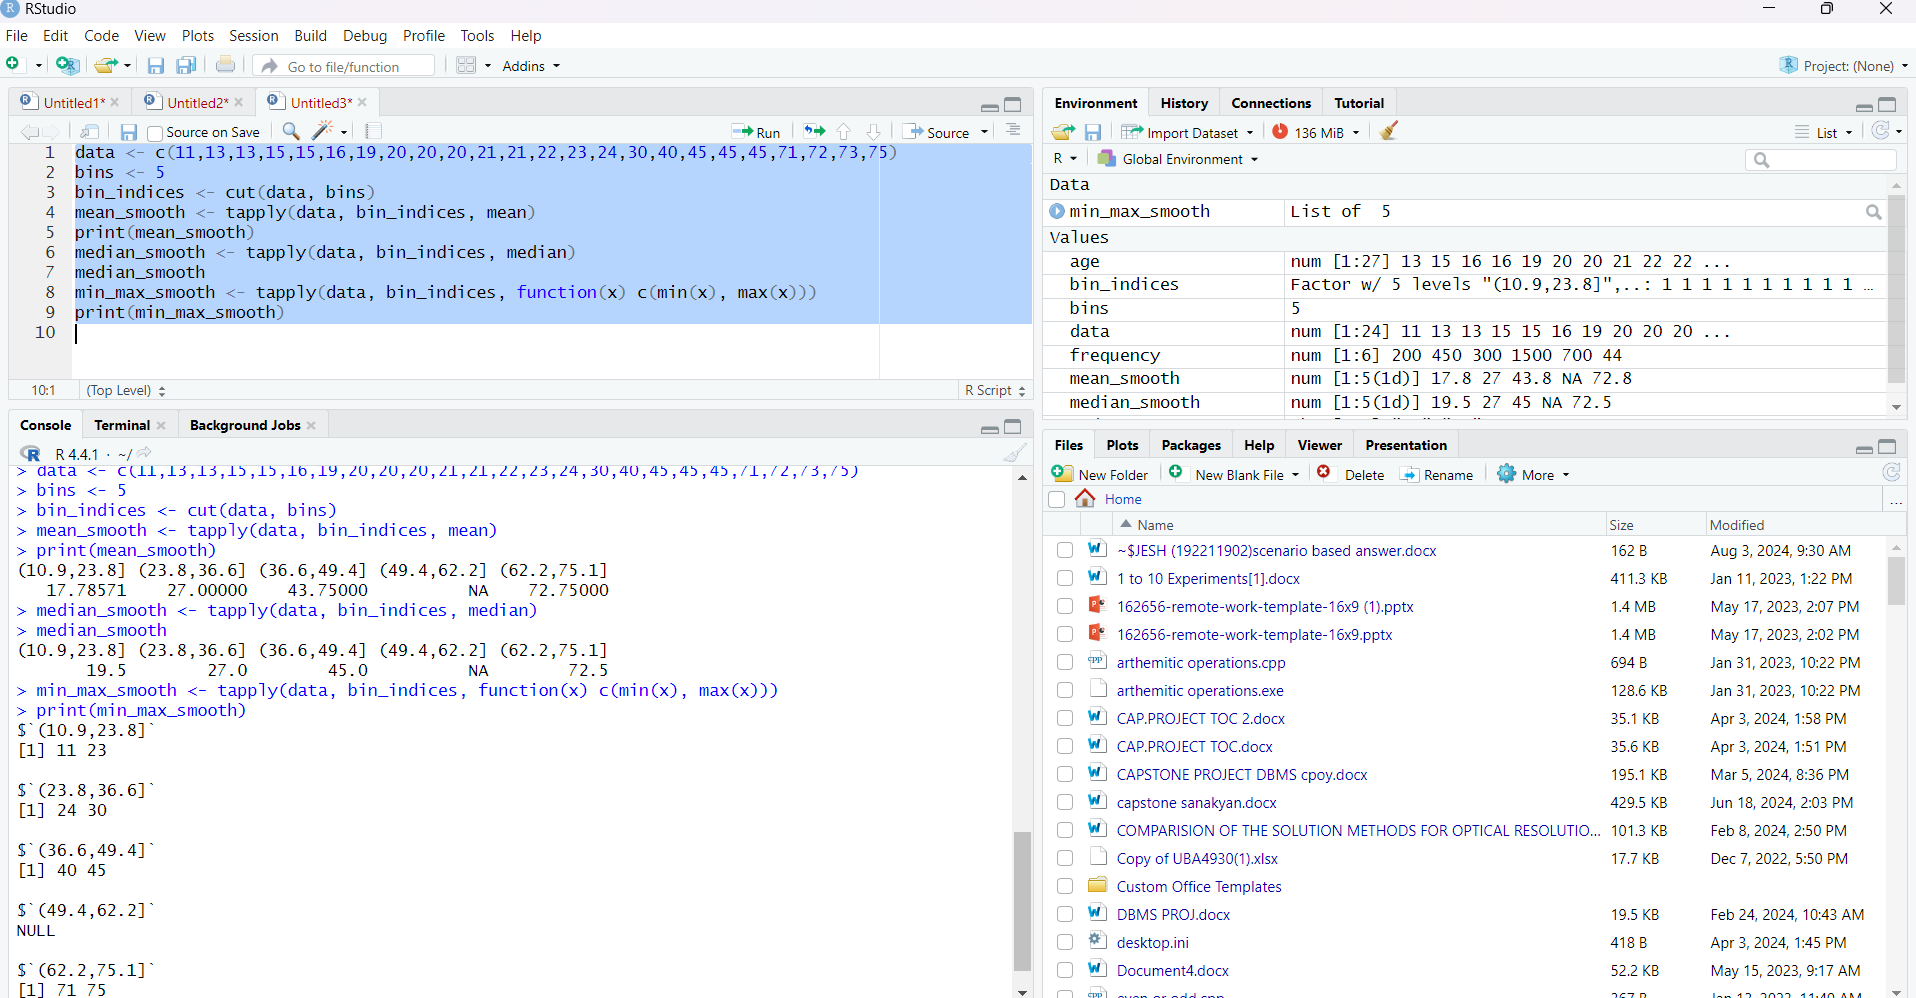 RStudio
File Edit Code View Plots Session Build Debug Profile Tools Help
Go to file/function Addins Project: (None)
Untitled1* Untitled2* Untitled3*
Source on Save Run Source
1 data <- c(11,13,13,15,15,16,19,20,20,20,21,21,22,23,24,30,40,45,45,45,71,72,73,75)
2 bins <- 5
3 bin_indices <- cut(data, bins)
4 mean_smooth <- tapply(data, bin_indices, mean)
5 print(mean_smooth)
6 median_smooth <- tapply(data, bin_indices, median)
7 median_smooth
8 min_max_smooth <- tapply(data, bin_indices, function(x) c(min(x), max(x)))
9 print(min_max_smooth)
10
10:1 (Top Level) R Script
Console Terminal Background Jobs
R 4.4.1 · ~/
> data <- c(11,13,13,15,15,16,19,20,20,20,21,21,22,23,24,30,40,45,45,45,71,72,73,75)
> bins <- 5
> bin_indices <- cut(data, bins)
> mean_smooth <- tapply(data, bin_indices, mean)
> print(mean_smooth)
(10.9,23.8] (23.8,36.6] (36.6,49.4] (49.4,62.2] (62.2,75.1]
17.78571 27.00000 43.75000 NA 72.75000
> median_smooth <- tapply(data, bin_indices, median)
> median_smooth
(10.9,23.8] (23.8,36.6] (36.6,49.4] (49.4,62.2] (62.2,75.1]
19.5 27.0 45.0 NA 72.5
> min_max_smooth <- tapply(data, bin_indices, function(x) c(min(x), max(x)))
> print(min_max_smooth)
$`(10.9,23.8]`
[1] 11 23
$`(23.8,36.6]`
[1] 24 30
$`(36.6,49.4]`
[1] 40 45
$`(49.4,62.2]`
NULL
$`(62.2,75.1]`
[1] 71 75
Environment History Connections Tutorial
Import Dataset 136 MiB List
R Global Environment
Data
min_max_smooth List of 5
Values
age num [1:27] 13 15 16 16 19 20 20 21 22 22 ...
bin_indices Factor w/ 5 levels "(10.9,23.8]",..: 1 1 1 1 1 1 1 1 1 1 …
bins 5
data num [1:24] 11 13 13 15 15 16 19 20 20 20 ...
frequency num [1:6] 200 450 300 1500 700 44
mean_smooth num [1:5(1d)] 17.8 27 43.8 NA 72.8
median_smooth num [1:5(1d)] 19.5 27 45 NA 72.5
Files Plots Packages Help Viewer Presentation
New Folder New Blank File Delete Rename More
Home ...
Name Size Modified
~$JESH (192211902)scenario based answer.docx 162 B Aug 3, 2024, 9:30 AM
1 to 10 Experiments[1].docx 411.3 KB Jan 11, 2023, 1:22 PM
162656-remote-work-template-16x9 (1).pptx 1.4 MB May 17, 2023, 2:07 PM
162656-remote-work-template-16x9.pptx 1.4 MB May 17, 2023, 2:02 PM
arthemitic operations.cpp 694 B Jan 31, 2023, 10:22 PM
arthemitic operations.exe 128.6 KB Jan 31, 2023, 10:22 PM
CAP.PROJECT TOC 2.docx 35.1 KB Apr 3, 2024, 1:58 PM
CAP.PROJECT TOC.docx 35.6 KB Apr 3, 2024, 1:51 PM
CAPSTONE PROJECT DBMS cpoy.docx 195.1 KB Mar 5, 2024, 8:36 PM
capstone sanakyan.docx 429.5 KB Jun 18, 2024, 2:03 PM
COMPARISION OF THE SOLUTION METHODS FOR OPTICAL RESOLUTIO... 101.3 KB Feb 8, 2024, 2:50 PM
Copy of UBA4930(1).xlsx 17.7 KB Dec 7, 2022, 5:50 PM
Custom Office Templates
DBMS PROJ.docx 19.5 KB Feb 24, 2024, 10:43 AM
desktop.ini 418 B Apr 3, 2024, 1:45 PM
Document4.docx 52.2 KB May 15, 2023, 9:17 AM